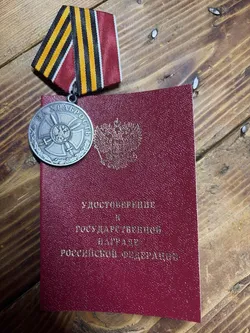 УДОСТОВЕРЕНИЕ
К
ГОСУДАРСТВЕННОЙ
НАГРАДЕ
РОССИЙСКОЙ ФЕДЕРАЦИИ